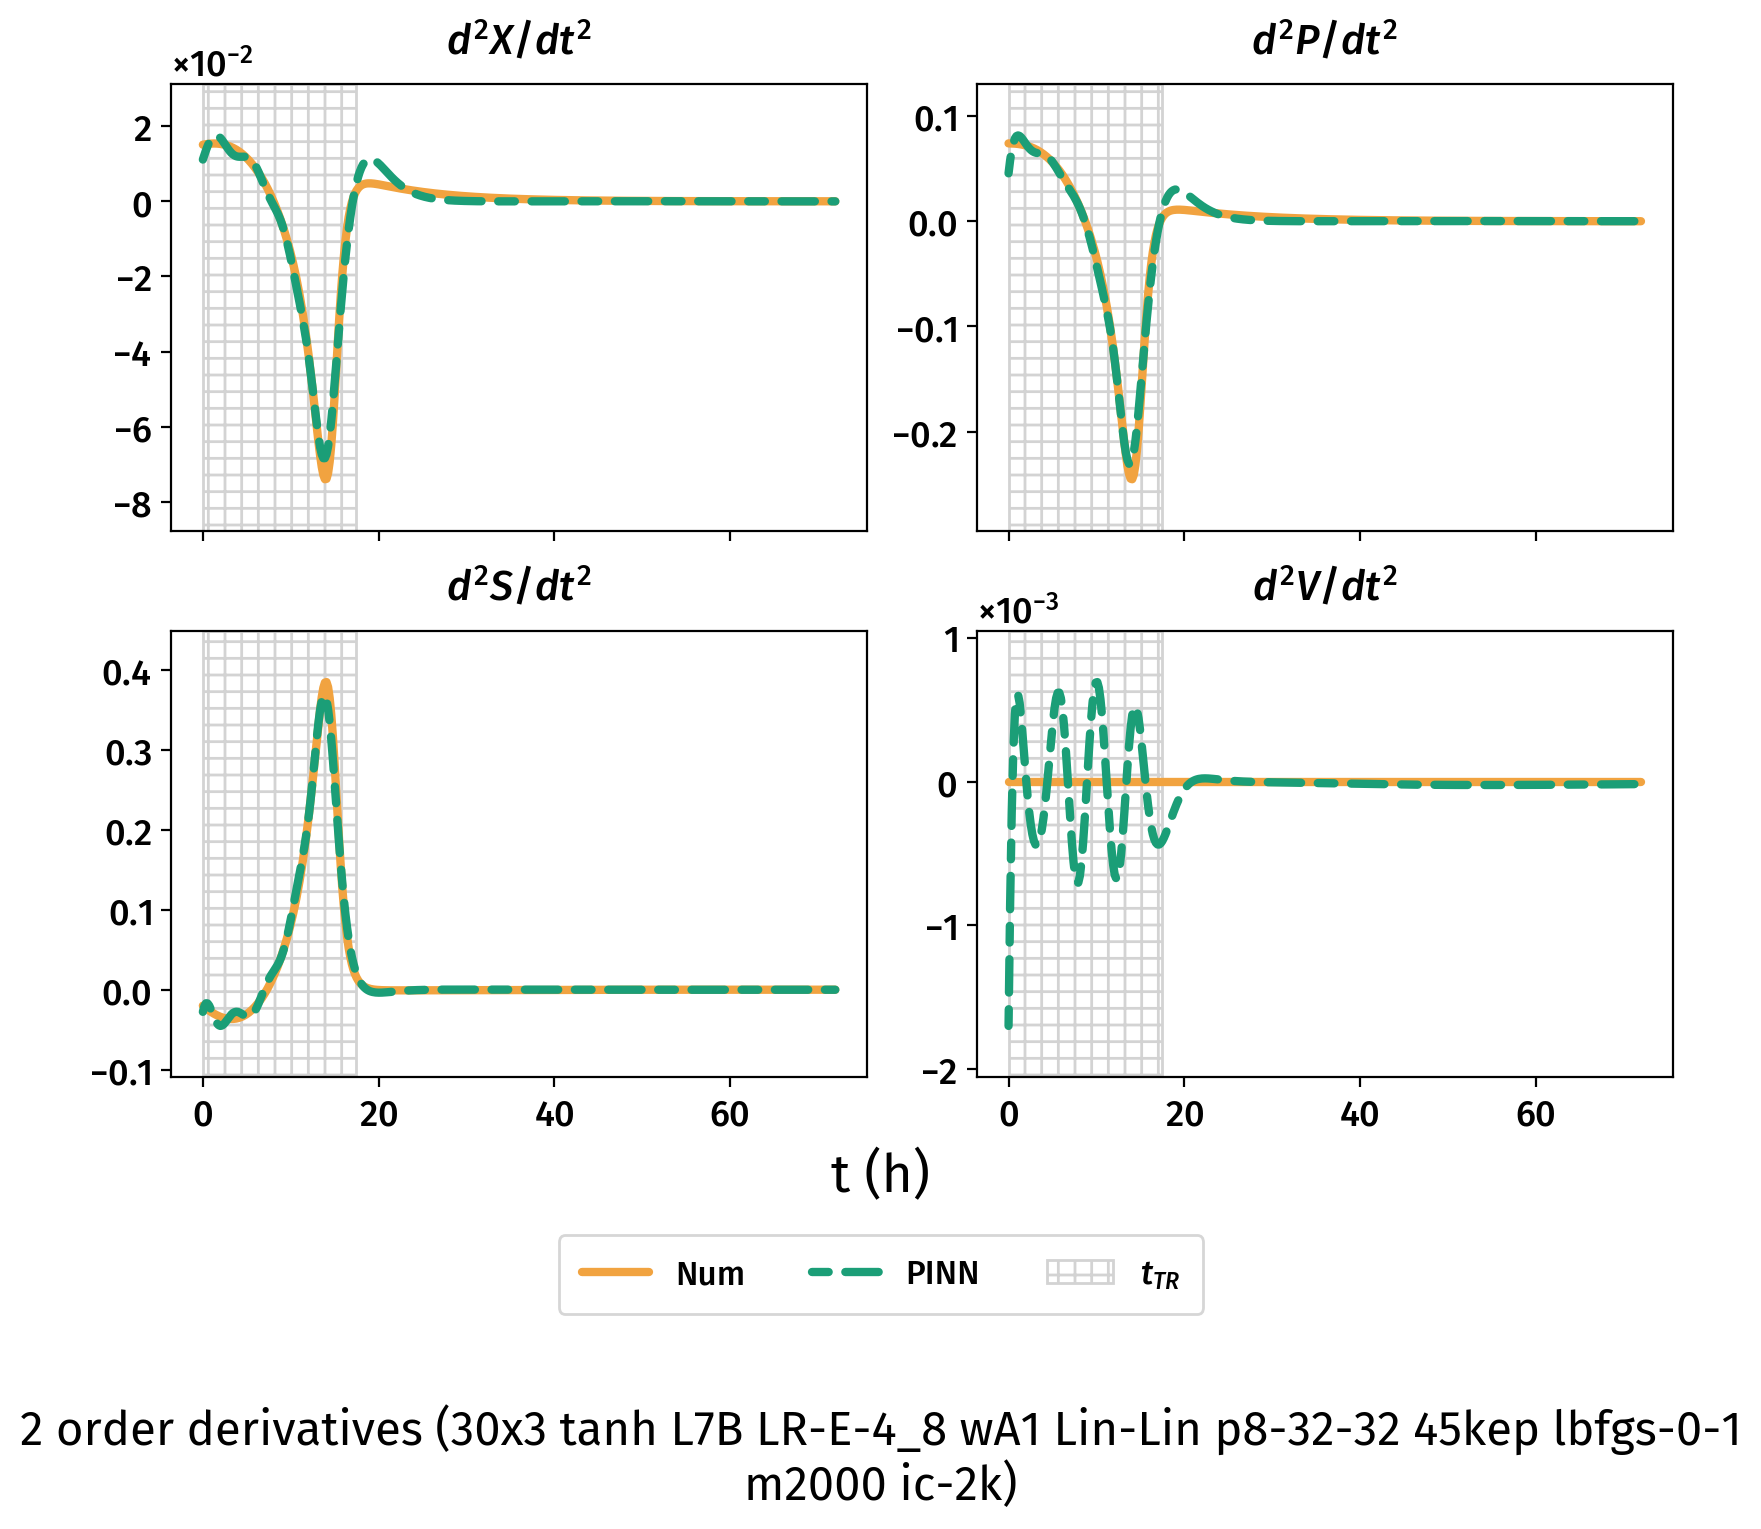 d²X/dt²
×10⁻²
2
0
−2
−4
−6
−8
d²P/dt²
0.1
0.0
−0.1
−0.2
d²S/dt²
0.4
0.3
0.2
0.1
0.0
−0.1
0 20 40 60
d²V/dt²
×10⁻³
1
0
−1
−2
0 20 40 60
t (h)
Num PINN t_TR
2 order derivatives (30x3 tanh L7B LR-E-4_8 wA1 Lin-Lin p8-32-32 45kep lbfgs-0-1
m2000 ic-2k)